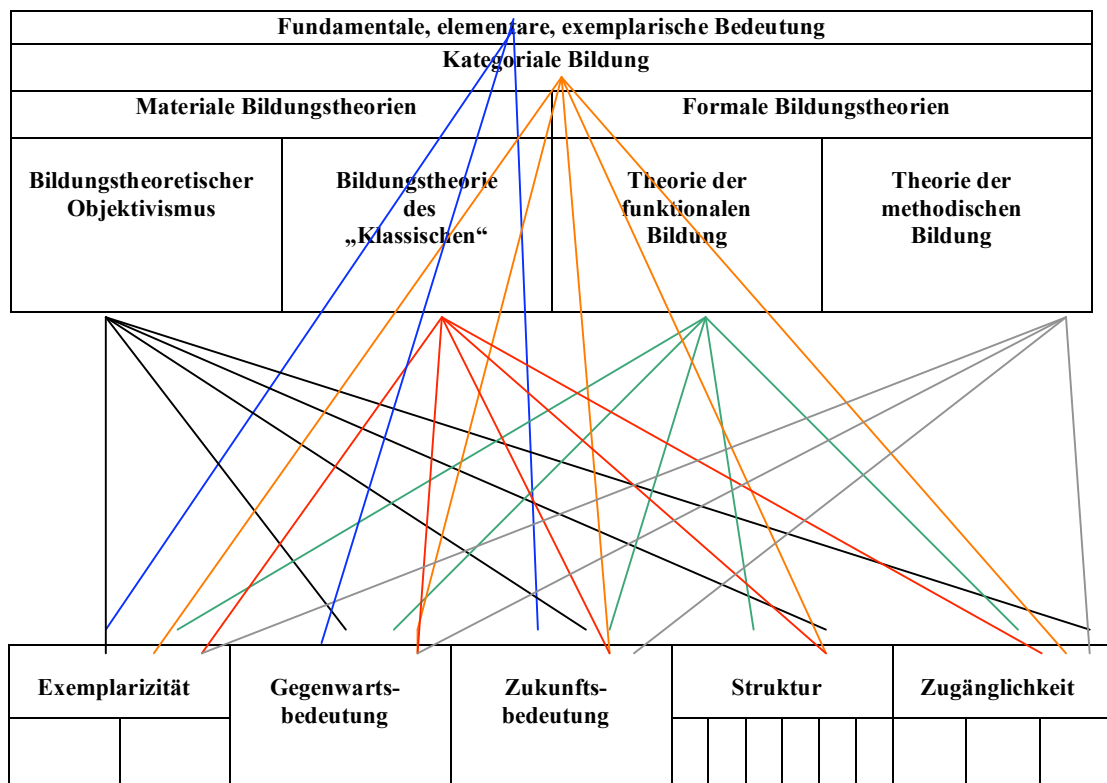 Fundamentale, elementare, exemplarische Bedeutung
Kategoriale Bildung
Materiale Bildungstheorien
Formale Bildungstheorien
Bildungstheoretischer
Objektivismus
Bildungstheorie
des
„Klassischen“
Theorie der
funktionalen
Bildung
Theorie der
methodischen
Bildung
Exemplarizität
Gegenwarts-
bedeutung
Zukunfts-
bedeutung
Struktur
Zugänglichkeit